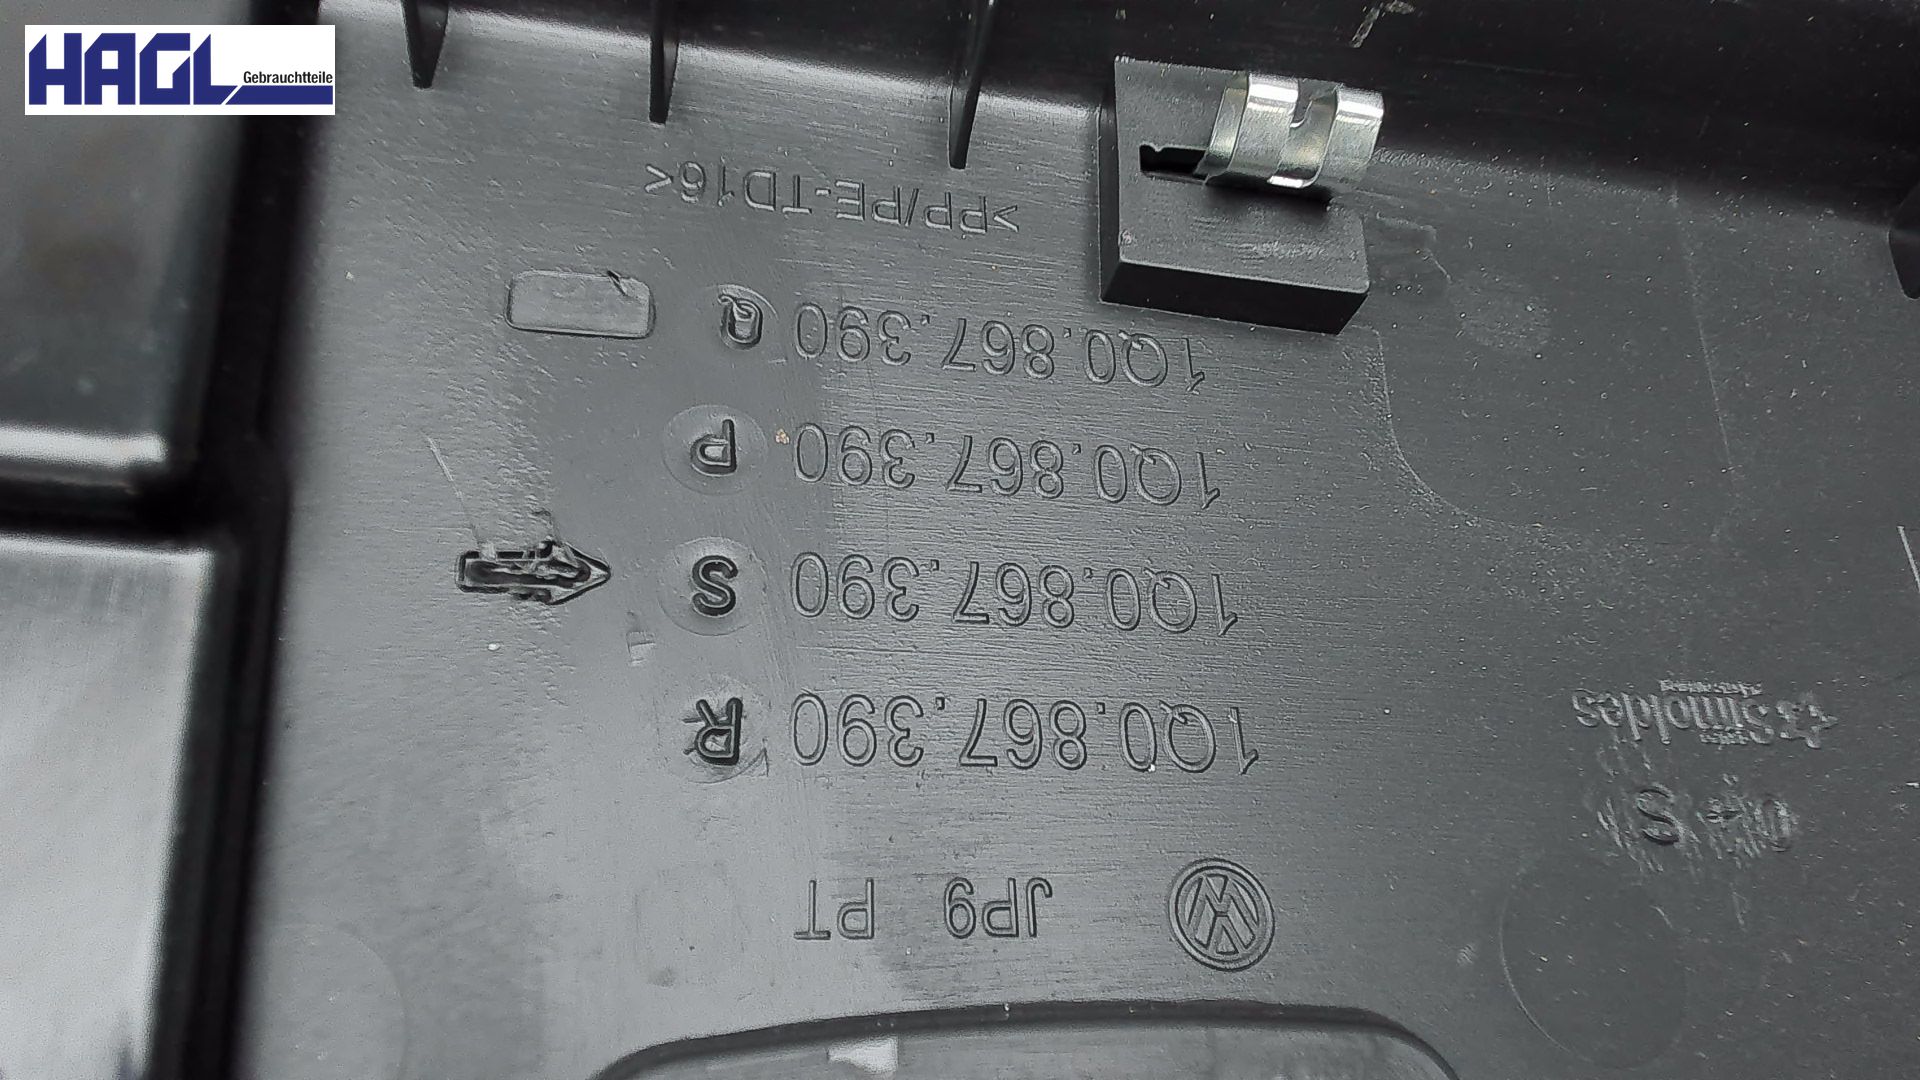 HAGL
Gebrauchtteile
JP9 PT
1Q0.867.390 R
1Q0.867.390 S
1Q0.867.390 P
1Q0.867.390 Q
>PP/PE-TD16<
S
Simoldes